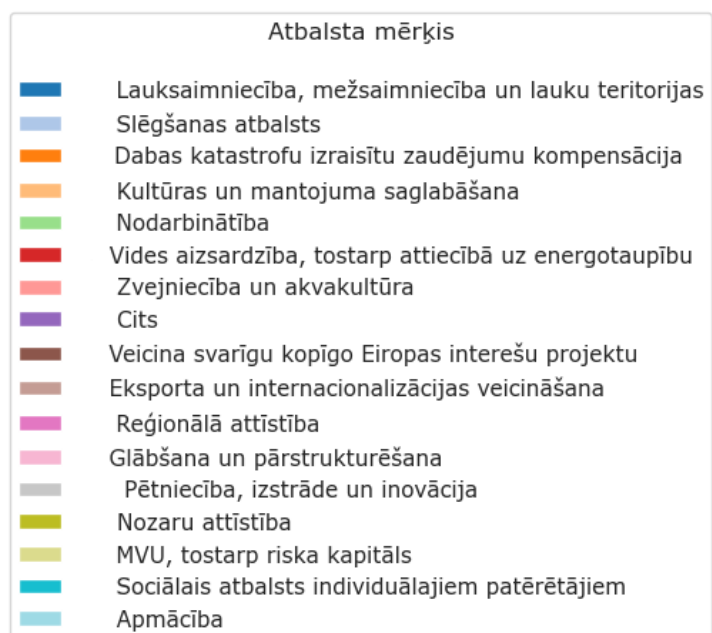 Atbalsta mērķis
Lauksaimniecība, mežsaimniecība un lauku teritorijas
Slēgšanas atbalsts
Dabas katastrofu izraisītu zaudējumu kompensācija
Kultūras un mantojuma saglabāšana
Nodarbinātība
Vides aizsardzība, tostarp attiecībā uz energotaupību
Zvejniecība un akvakultūra
Cits
Veicina svarīgu kopīgo Eiropas interešu projektu
Eksporta un internacionalizācijas veicināšana
Reģionālā attīstība
Glābšana un pārstrukturēšana
Pētniecība, izstrāde un inovācija
Nozaru attīstība
MVU, tostarp riska kapitāls
Sociālais atbalsts individuālajiem patērētājiem
Apmācība